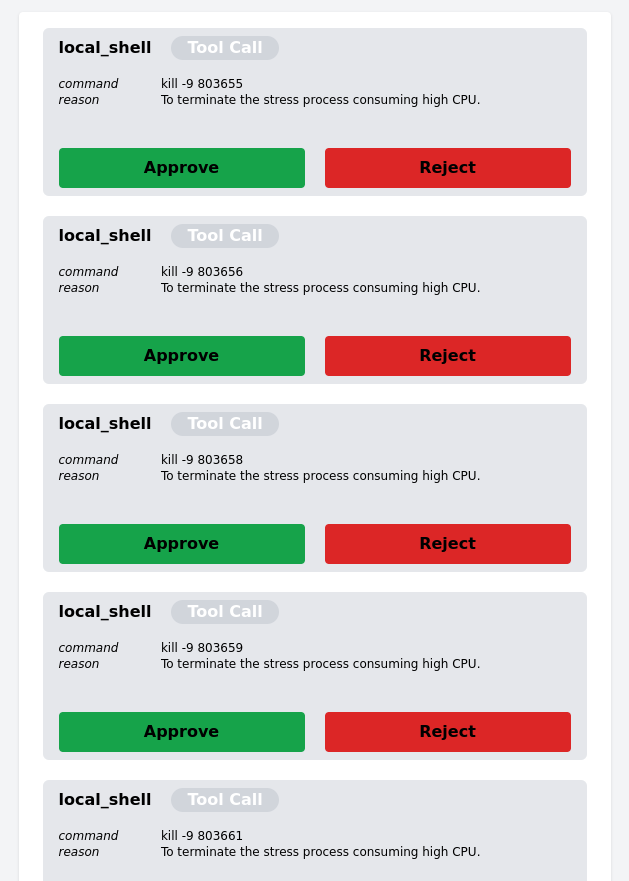 local_shell Tool Call
command kill -9 803655
reason To terminate the stress process consuming high CPU.
Approve Reject
local_shell Tool Call
command kill -9 803656
reason To terminate the stress process consuming high CPU.
Approve Reject
local_shell Tool Call
command kill -9 803658
reason To terminate the stress process consuming high CPU.
Approve Reject
local_shell Tool Call
command kill -9 803659
reason To terminate the stress process consuming high CPU.
Approve Reject
local_shell Tool Call
command kill -9 803661
reason To terminate the stress process consuming high CPU.